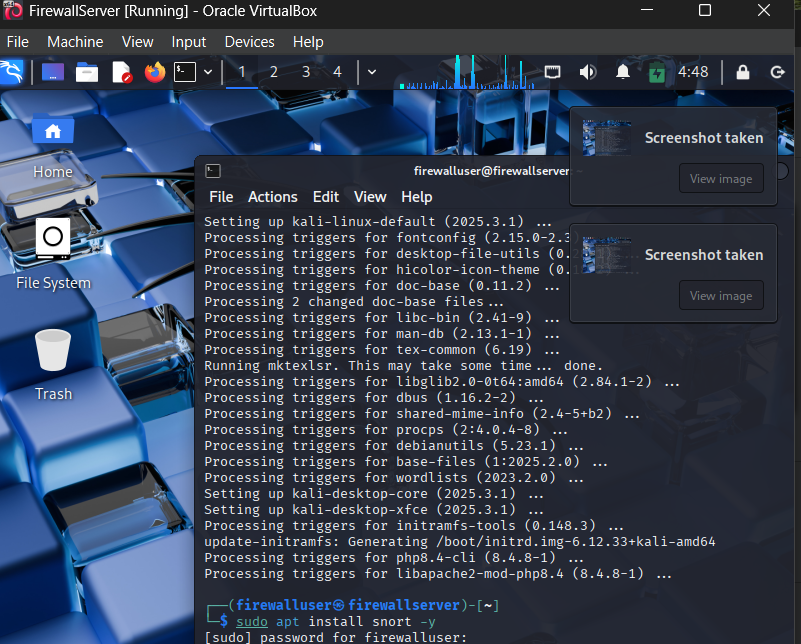 FirewallServer [Running] - Oracle VirtualBox
File Machine View Input Devices Help
1 2 3 4 4:48
Screenshot taken
View image
Screenshot taken
View image
Home
File System
Trash
firewalluser@firewallserver
File Actions Edit View Help
Setting up kali-linux-default (2025.3.1) ...
Processing triggers for fontconfig (2.15.0-2.3
Processing triggers for desktop-file-utils (0.
Processing triggers for hicolor-icon-theme (0.
Processing triggers for doc-base (0.11.2) ...
Processing 2 changed doc-base files...
Processing triggers for libc-bin (2.41-9) ...
Processing triggers for man-db (2.13.1-1) ...
Processing triggers for tex-common (6.19) ...
Running mktexlsr. This may take some time... done.
Processing triggers for libglib2.0-0t64:amd64 (2.84.1-2) ...
Processing triggers for dbus (1.16.2-2) ...
Processing triggers for shared-mime-info (2.4-5+b2) ...
Processing triggers for procps (2:4.0.4-8) ...
Processing triggers for debianutils (5.23.1) ...
Processing triggers for base-files (1:2025.2.0) ...
Processing triggers for wordlists (2023.2.0) ...
Setting up kali-desktop-core (2025.3.1) ...
Setting up kali-desktop-xfce (2025.3.1) ...
Processing triggers for initramfs-tools (0.148.3) ...
update-initramfs: Generating /boot/initrd.img-6.12.33+kali-amd64
Processing triggers for php8.4-cli (8.4.8-1) ...
Processing triggers for libapache2-mod-php8.4 (8.4.8-1) ...
┌──(firewalluser㉿firewallserver)-[~]
└─$ sudo apt install snort -y
[sudo] password for firewalluser: